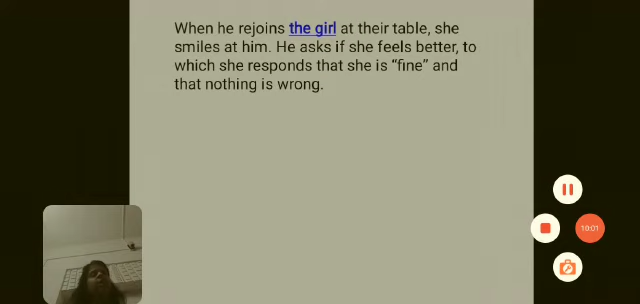 When he rejoins the girl at their table, she
smiles at him. He asks if she feels better, to
which she responds that she is “fine” and
that nothing is wrong.
10:01